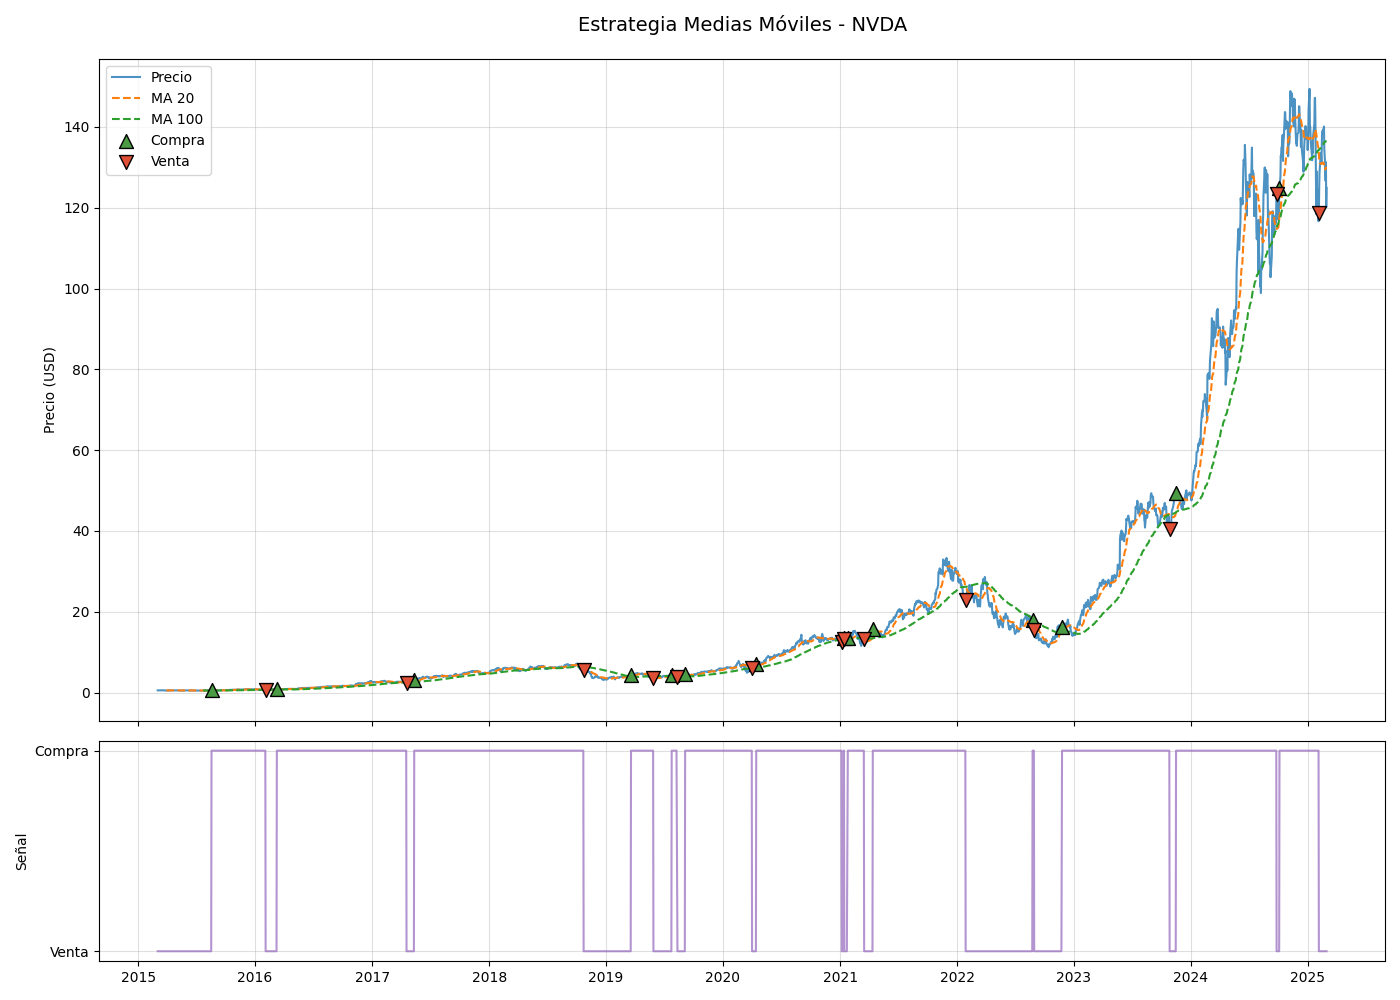 Estrategia Medias Móviles - NVDA
Precio
MA 20
MA 100
Compra
Venta
Precio (USD)
140
120
100
80
60
40
20
0
Señal
Compra
Venta
2015 2016 2017 2018 2019 2020 2021 2022 2023 2024 2025